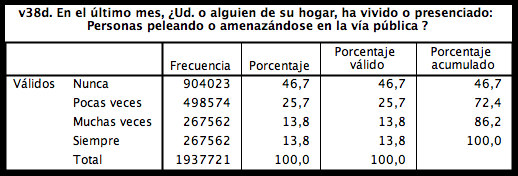 v38d. En el último mes, ¿Ud. o alguien de su hogar, ha vivido o presenciado:
Personas peleando o amenazándose en la vía pública ?
Frecuencia Porcentaje Porcentaje válido Porcentaje acumulado
Válidos Nunca 904023 46,7 46,7 46,7
Pocas veces 498574 25,7 25,7 72,4
Muchas veces 267562 13,8 13,8 86,2
Siempre 267562 13,8 13,8 100,0
Total 1937721 100,0 100,0